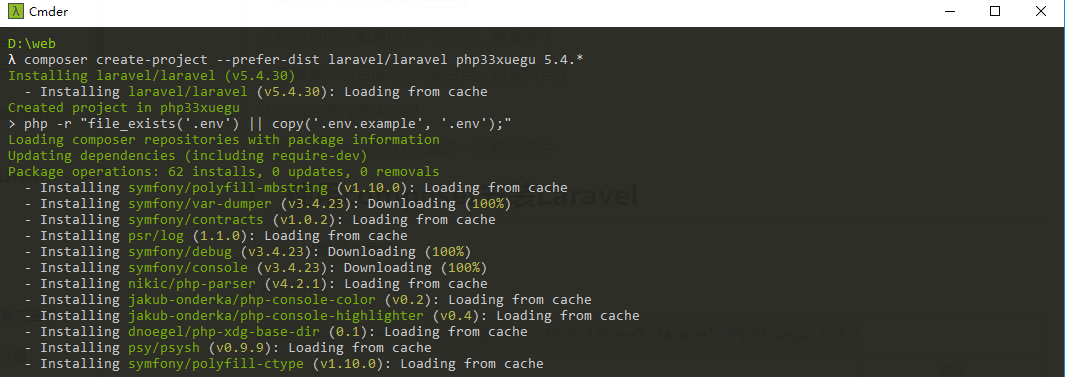 λ Cmder
D:\web
λ composer create-project --prefer-dist laravel/laravel php33xuegu 5.4.*
Installing laravel/laravel (v5.4.30)
  - Installing laravel/laravel (v5.4.30): Loading from cache
Created project in php33xuegu
> php -r "file_exists('.env') || copy('.env.example', '.env');"
Loading composer repositories with package information
Updating dependencies (including require-dev)
Package operations: 62 installs, 0 updates, 0 removals
  - Installing symfony/polyfill-mbstring (v1.10.0): Loading from cache
  - Installing symfony/var-dumper (v3.4.23): Downloading (100%)
  - Installing symfony/contracts (v1.0.2): Loading from cache
  - Installing psr/log (1.1.0): Loading from cache
  - Installing symfony/debug (v3.4.23): Downloading (100%)
  - Installing symfony/console (v3.4.23): Downloading (100%)
  - Installing nikic/php-parser (v4.2.1): Loading from cache
  - Installing jakub-onderka/php-console-color (v0.2): Loading from cache
  - Installing jakub-onderka/php-console-highlighter (v0.4): Loading from cache
  - Installing dnoegel/php-xdg-base-dir (0.1): Loading from cache
  - Installing psy/psysh (v0.9.9): Loading from cache
  - Installing symfony/polyfill-ctype (v1.10.0): Loading from cache